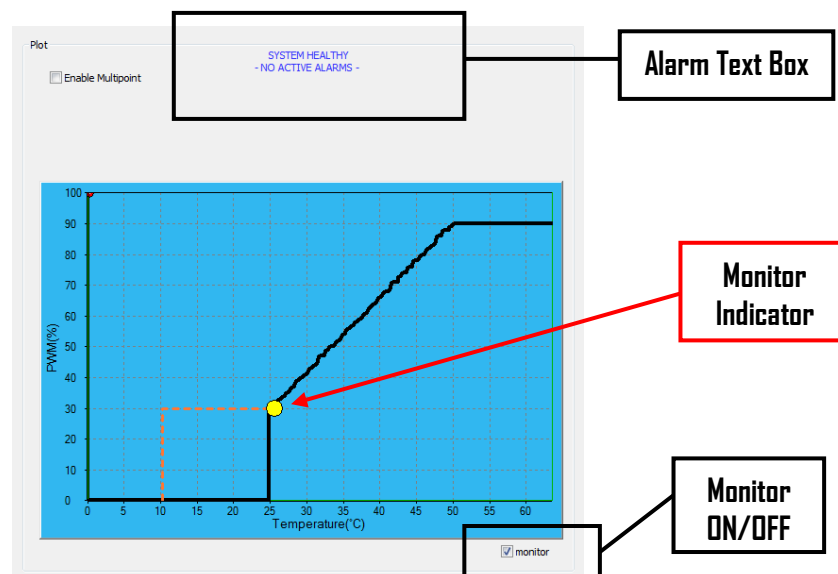 Plot
SYSTEM HEALTHY
- NO ACTIVE ALARMS -
Enable Multipoint
Alarm Text Box
100
90
80
70
60
50
40
30
20
10
0
PWM(%)
0 5 10 15 20 25 30 35 40 45 50 55 60
Temperature(°C)
Monitor
Indicator
monitor
Monitor
ON/OFF